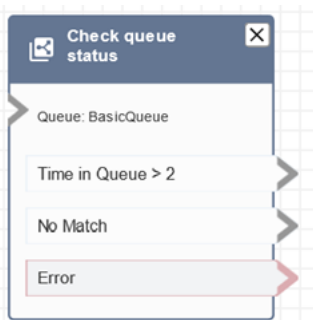 Check queue
status
Queue: BasicQueue
Time in Queue > 2
No Match
Error